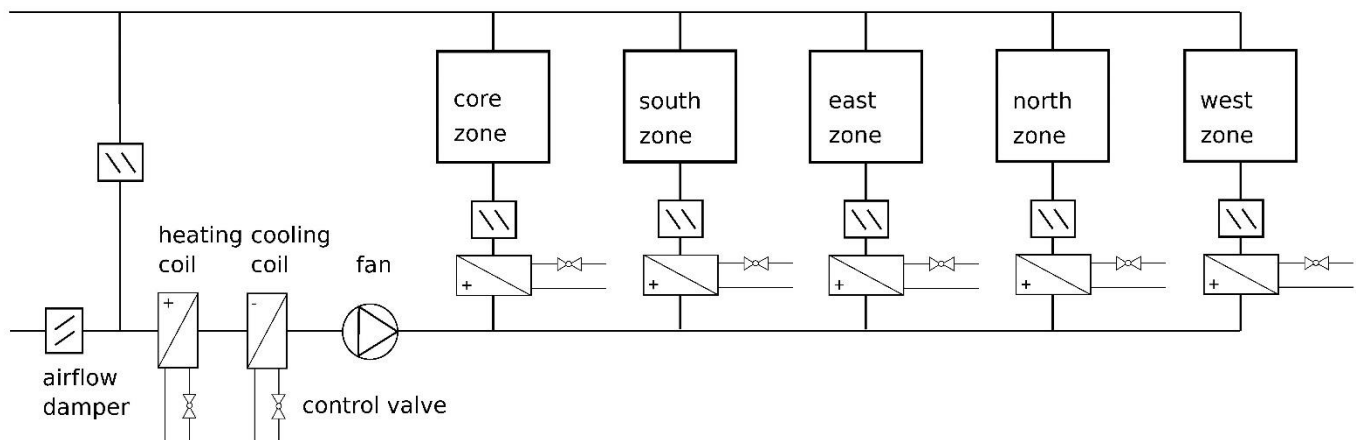 core
zone
south
zone
east
zone
north
zone
west
zone
heating
coil
cooling
coil
fan
+
-
+
+
+
+
+
airflow
damper
control valve